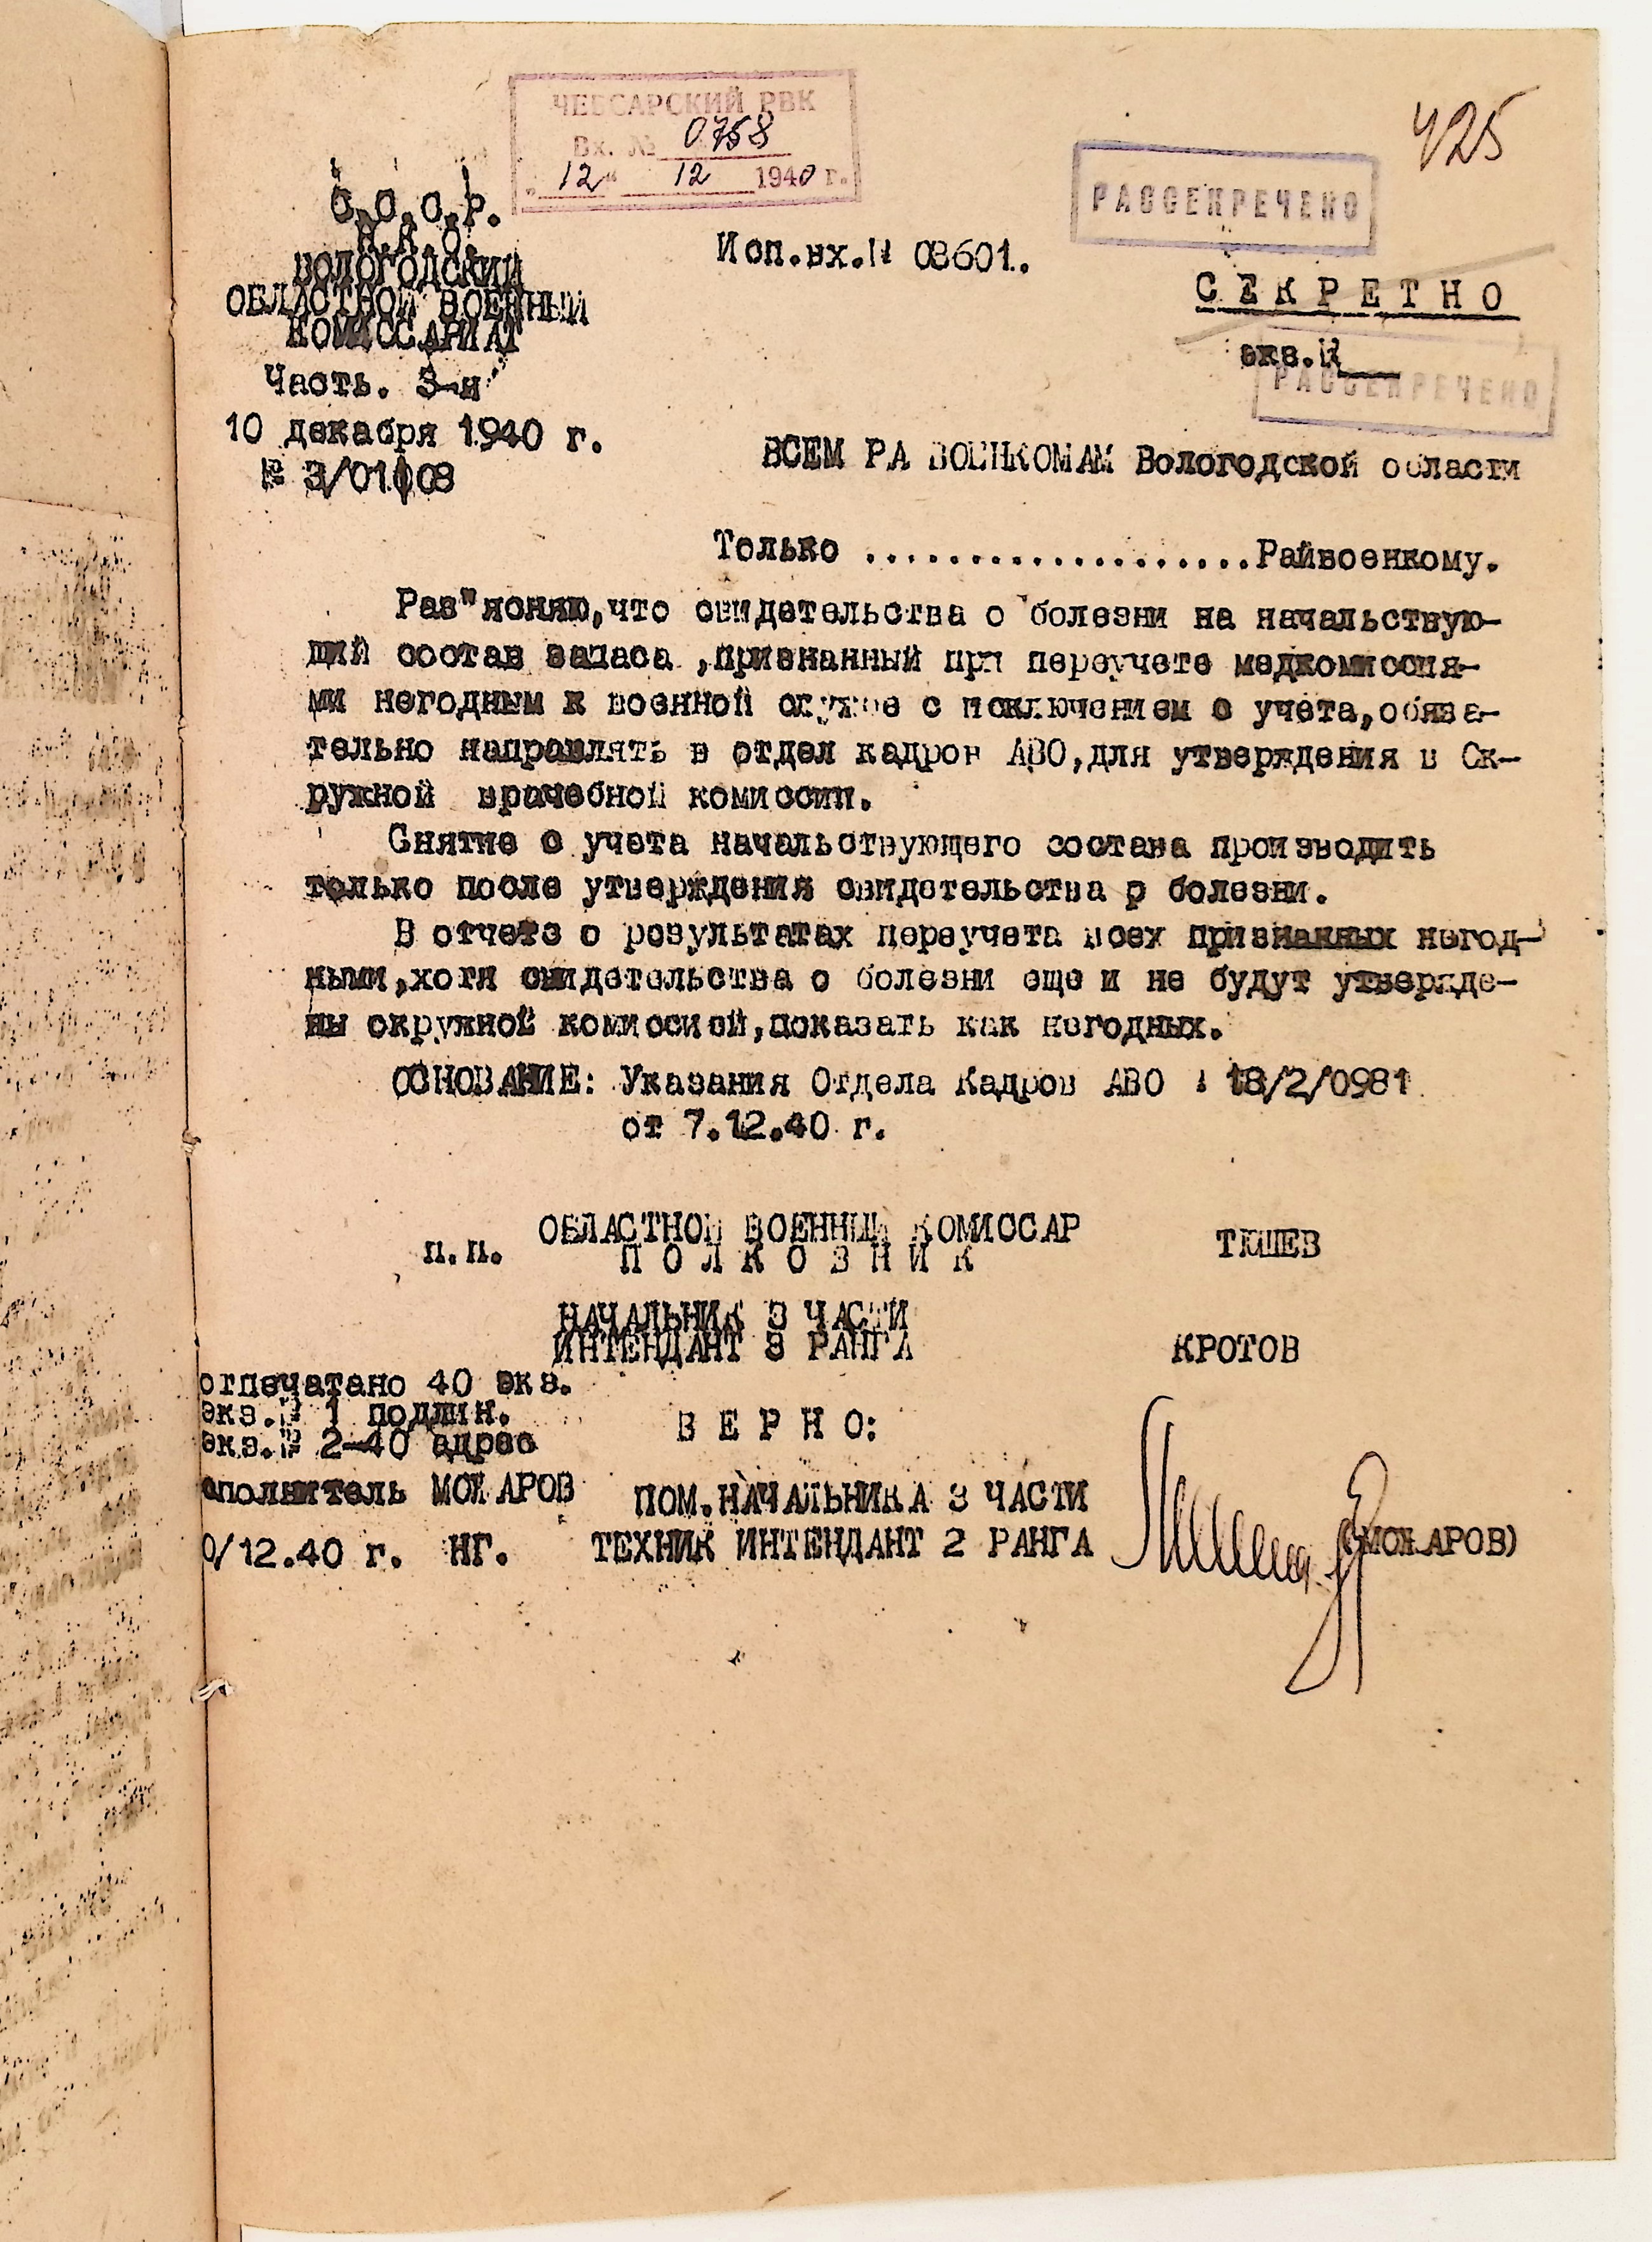 ЧЕБСАРСКИЙ РВК
Вх. № 0758
"12" 12 1940 г.
425
РАССЕКРЕЧЕНО
С.С.С.Р.
Н.К.О.
ВОЛОГОДСКИЙ
ОБЛАСТНОЙ ВОЕННЫЙ
КОМИССАРИАТ
Часть. 3-я
10 декабря 1940 г.
№ 3/01008
Исп.вх.№ 08601.
СЕКРЕТНО
экз.№
РАССЕКРЕЧЕНО
ВСЕМ РА ВОЕНКОМАМ Вологодской области
Только ...................Райвоенкому.
Раз"ясняю,что свидетельства о болезни на начальствую-
щий состав запаса ,признанный при переучете медкомиссия-
ми негодным к военной службе с исключением с учета,обяза-
тельно направлять в отдел кадров АВО,для утверждения в Ок-
ружной врачебной комиссии.
Снятие с учета начальствующего состава производить
только после утверждения свидетельства о болезни.
В отчете о результатах переучета всех признанных негод-
ными,хотя свидетельства о болезни еще и не будут утвержде-
ны окружной комиссией,показать как негодных.
ОСНОВАНИЕ: Указания Отдела Кадров АВО : 18/2/0981
от 7.12.40 г.
п.п. ОБЛАСТНОЙ ВОЕННЫЙ КОМИССАР
ПОЛКОВНИК ТЮШЕВ
НАЧАЛЬНИК 3 ЧАСТИ
ИНТЕНДАНТ 3 РАНГА КРОТОВ
отпечатано 40 экз.
экз.№ 1 подлин.
экз.№ 2-40 адрес
сполнитель МОЖАРОВ
0/12.40 г. НГ.
ВЕРНО:
ПОМ.НАЧАЛЬНИКА 3 ЧАСТИ
ТЕХНИК ИНТЕНДАНТ 2 РАНГА (МОЖАРОВ)